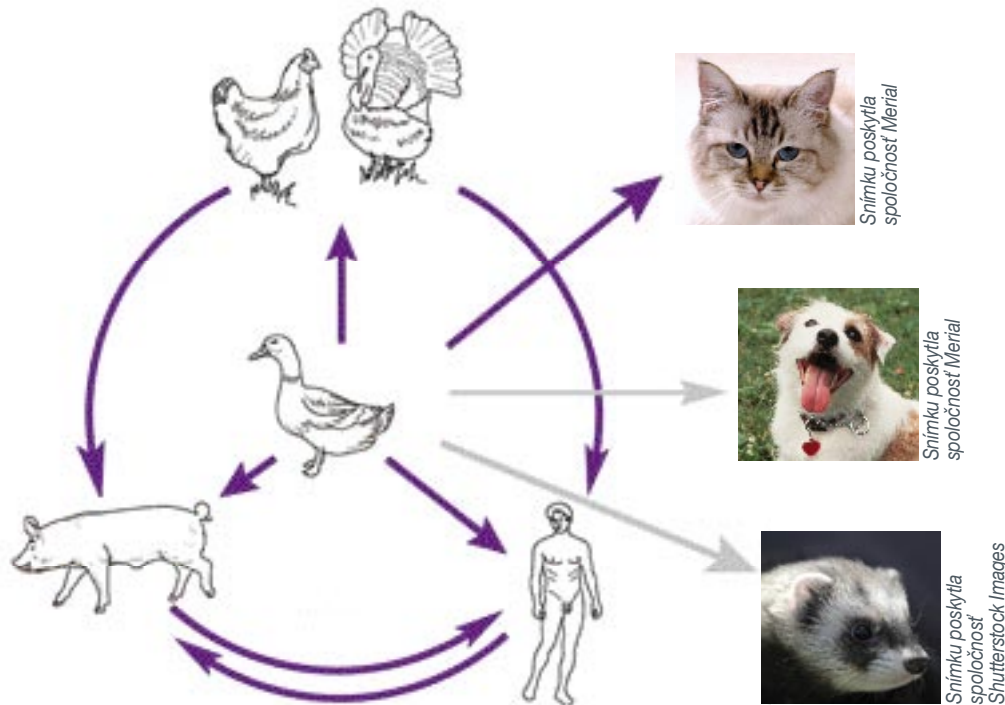 Snímku poskytla
spoločnosť Merial
Snímku poskytla
spoločnosť Merial
Snímku poskytla
spoločnosť
Shutterstock Images